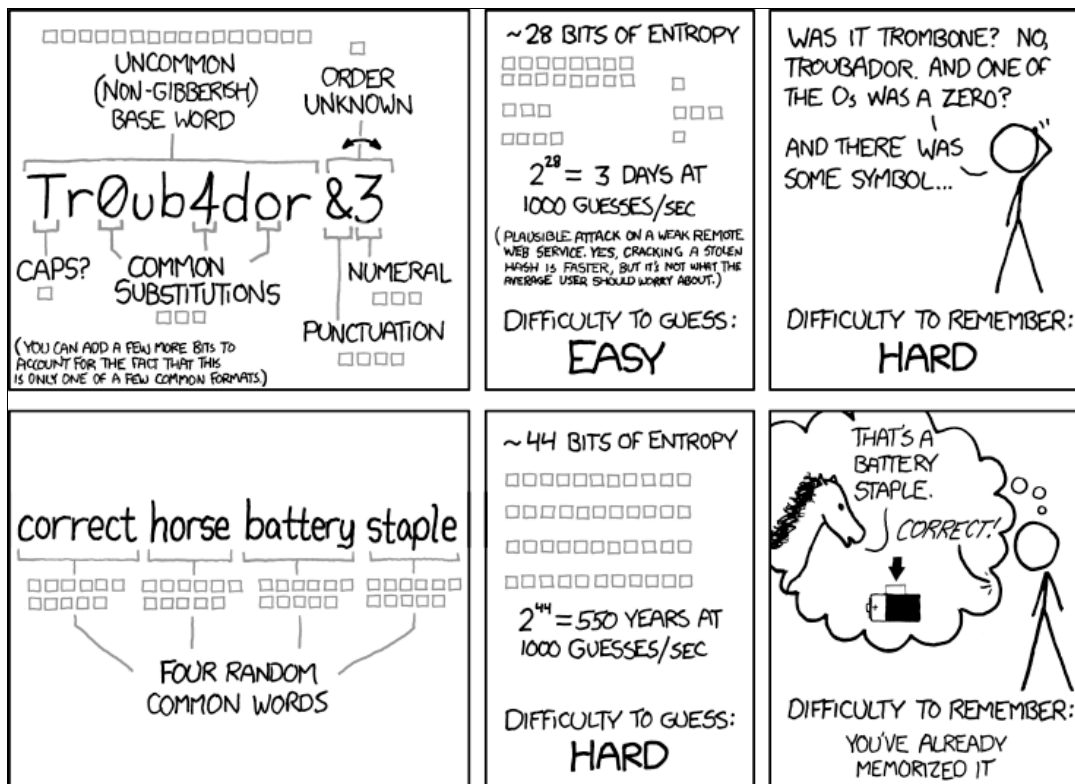 UNCOMMON
(NON-GIBBERISH)
BASE WORD
ORDER
UNKNOWN
Tr0ub4dor &3
CAPS?
COMMON
SUBSTITUTIONS
NUMERAL
PUNCTUATION
(YOU CAN ADD A FEW MORE BITS TO
ACCOUNT FOR THE FACT THAT THIS
IS ONLY ONE OF A FEW COMMON FORMATS.)
~28 BITS OF ENTROPY
2^28 = 3 DAYS AT
1000 GUESSES/SEC
(PLAUSIBLE ATTACK ON A WEAK REMOTE
WEB SERVICE. YES, CRACKING A STOLEN
HASH IS FASTER, BUT IT'S NOT WHAT THE
AVERAGE USER SHOULD WORRY ABOUT.)
DIFFICULTY TO GUESS:
EASY
WAS IT TROMBONE? NO,
TROUBADOR. AND ONE OF
THE Os WAS A ZERO?
AND THERE WAS
SOME SYMBOL...
DIFFICULTY TO REMEMBER:
HARD
correct horse battery staple
FOUR RANDOM
COMMON WORDS
~44 BITS OF ENTROPY
2^44 = 550 YEARS AT
1000 GUESSES/SEC
DIFFICULTY TO GUESS:
HARD
THAT'S A
BATTERY
STAPLE.
CORRECT!
DIFFICULTY TO REMEMBER:
YOU'VE ALREADY
MEMORIZED IT